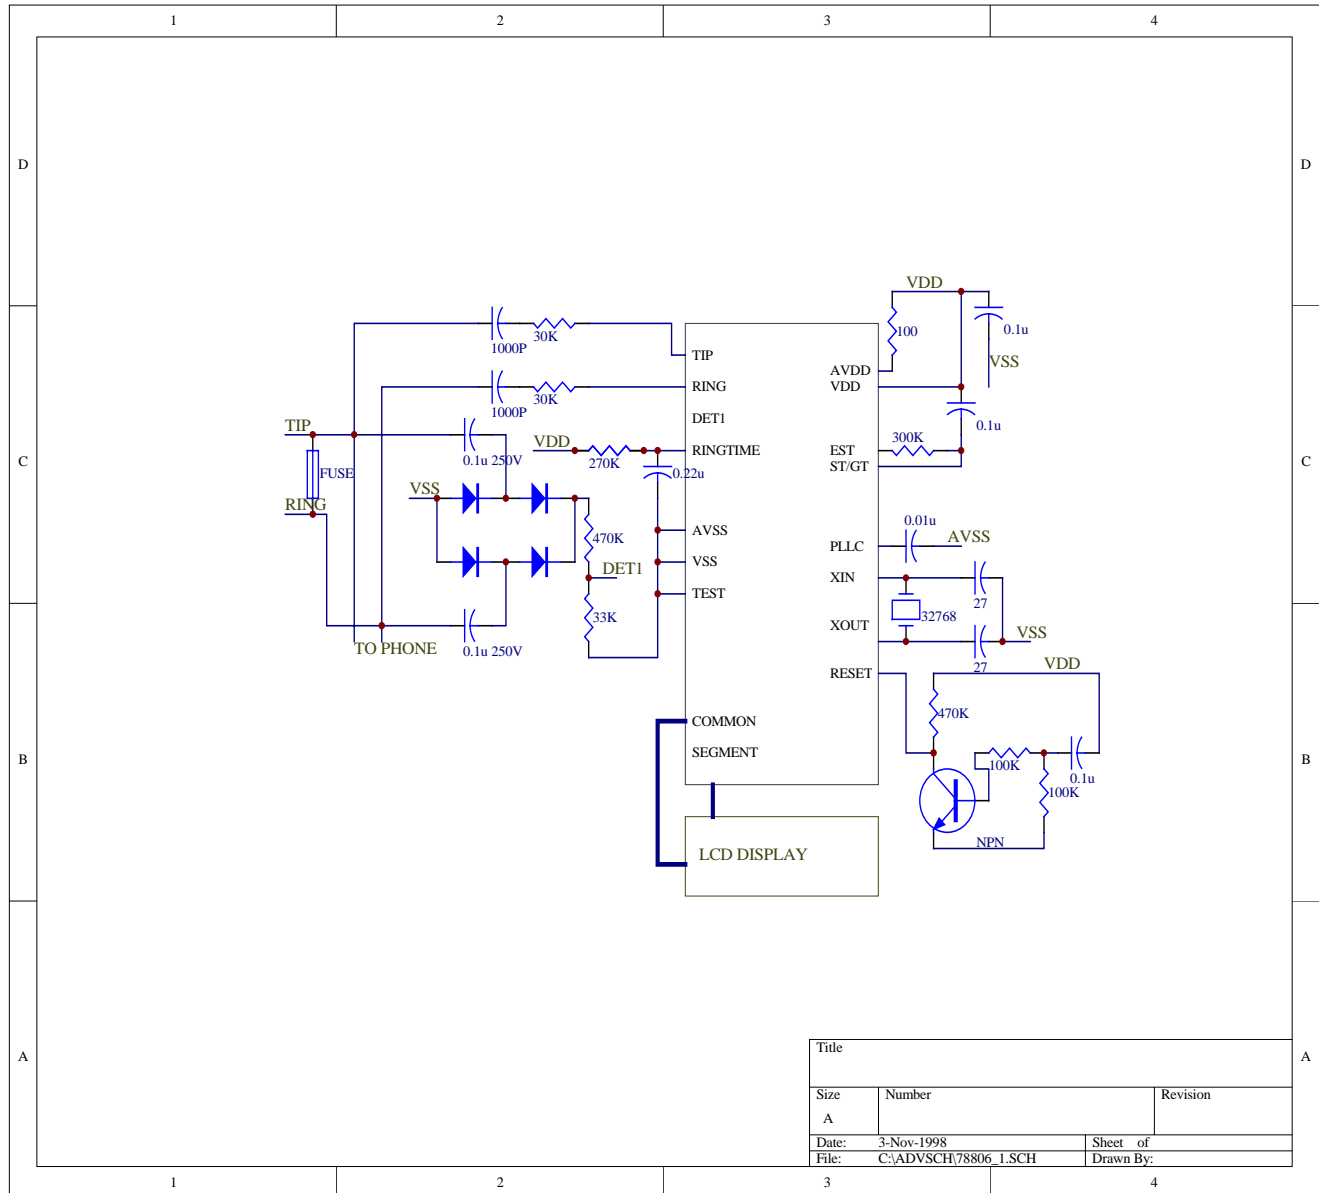 1 2 3 4
D D
VDD
0.1u
100
30K
1000P
TIP
VSS
AVDD
VDD
RING
30K
1000P
DET1
0.1u
TIP
300K
VDD
RINGTIME
EST
C C
0.1u 250V
270K
ST/GT
FUSE
0.22u
VSS
RING
0.01u
AVSS
470K
AVSS
PLLC
VSS
DET1
XIN
TEST
27
33K
32768
XOUT
VSS
TO PHONE
0.1u 250V
VDD
27
RESET
470K
COMMON
SEGMENT
B B
100K
0.1u
100K
NPN
LCD DISPLAY
A A
Title
Size Number Revision
A
Date: 3-Nov-1998 Sheet of
File: C:\ADVSCH\78806_1.SCH Drawn By:
1 2 3 4